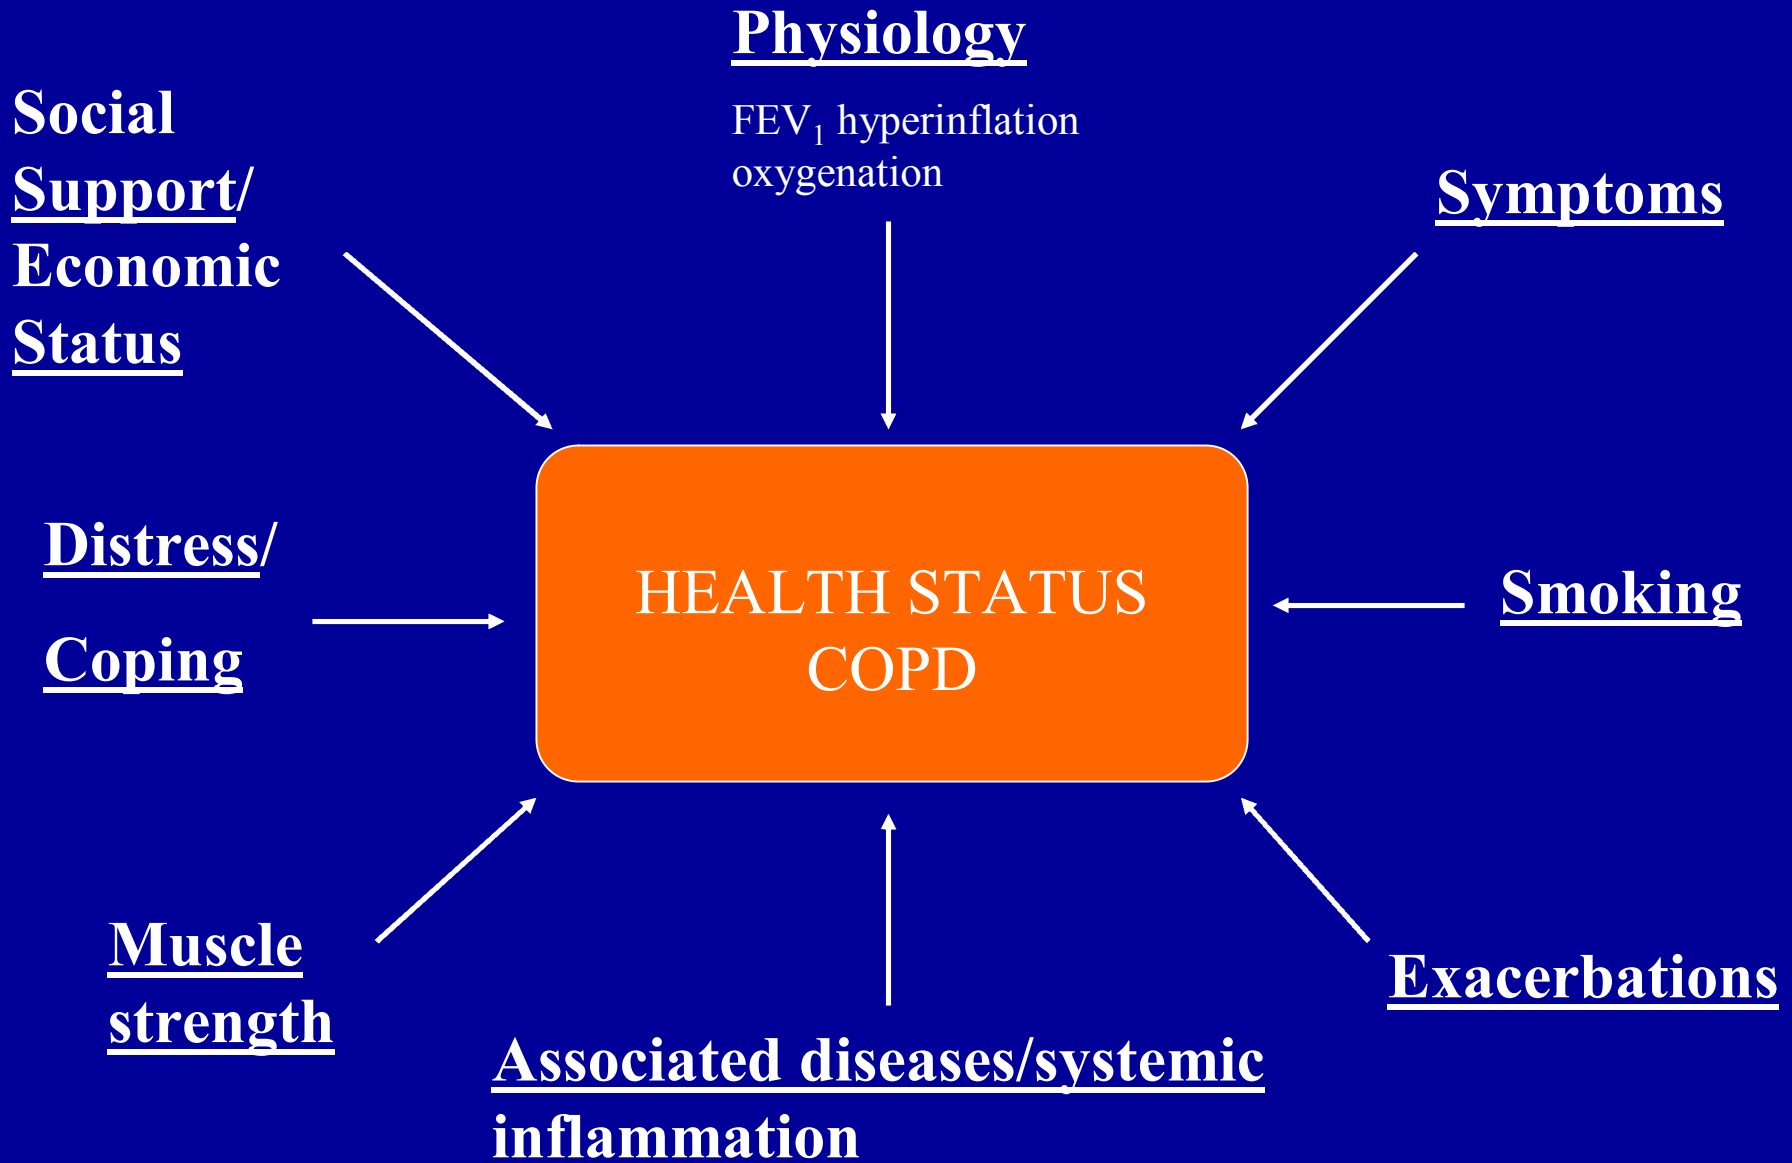 Physiology
FEV₁ hyperinflation
oxygenation
Social
Support/
Economic
Status
Symptoms
Distress/
Coping
HEALTH STATUS
COPD
Smoking
Muscle
strength
Exacerbations
Associated diseases/systemic
inflammation